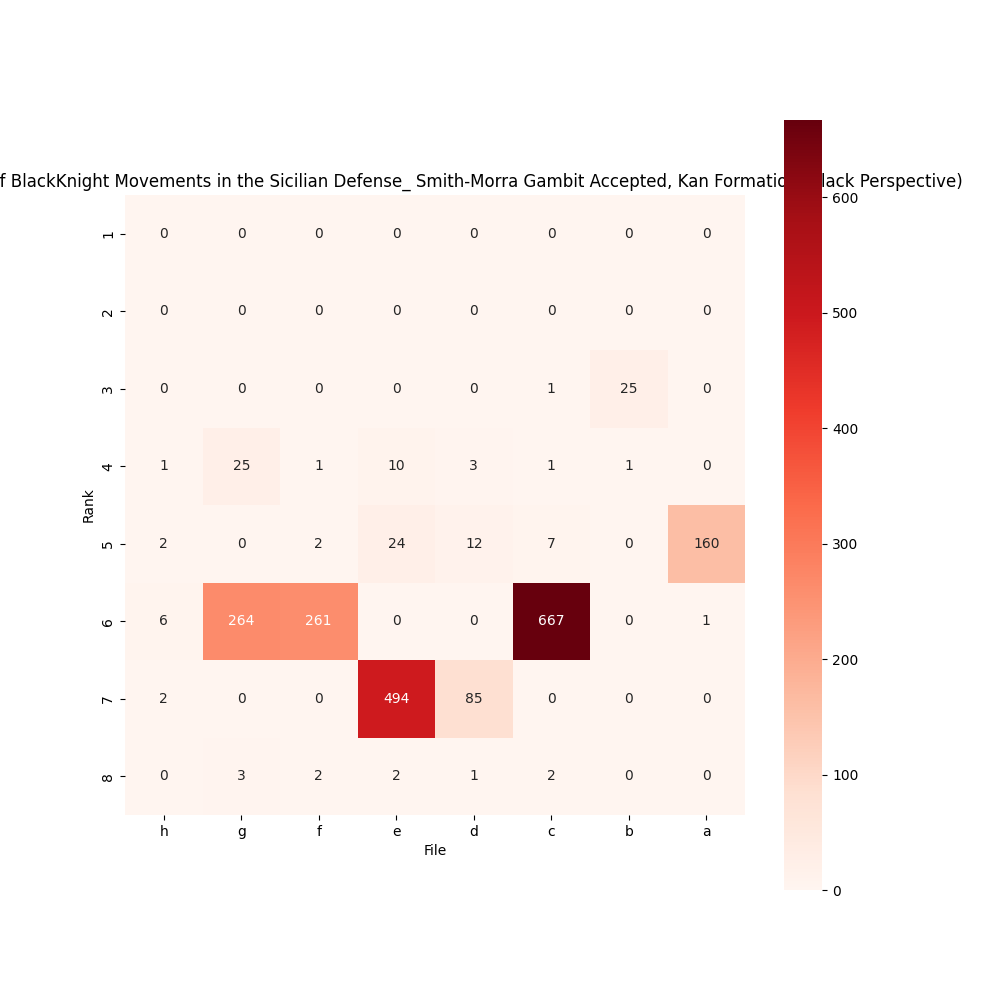 f BlackKnight Movements in the Sicilian Defense_ Smith-Morra Gambit Accepted, Kan Formatio lack Perspective)
600
1 0 0 0 0 0 0 0 0
2 0 0 0 0 0 0 0 0
500
3 0 0 0 0 0 1 25 0
400
4 1 25 1 10 3 1 1 0
Rank
5 2 0 2 24 12 7 0 160
300
6 6 264 261 0 0 667 0 1
200
7 2 0 0 494 85 0 0 0
100
8 0 3 2 2 1 2 0 0
h g f e d c b a
File
0